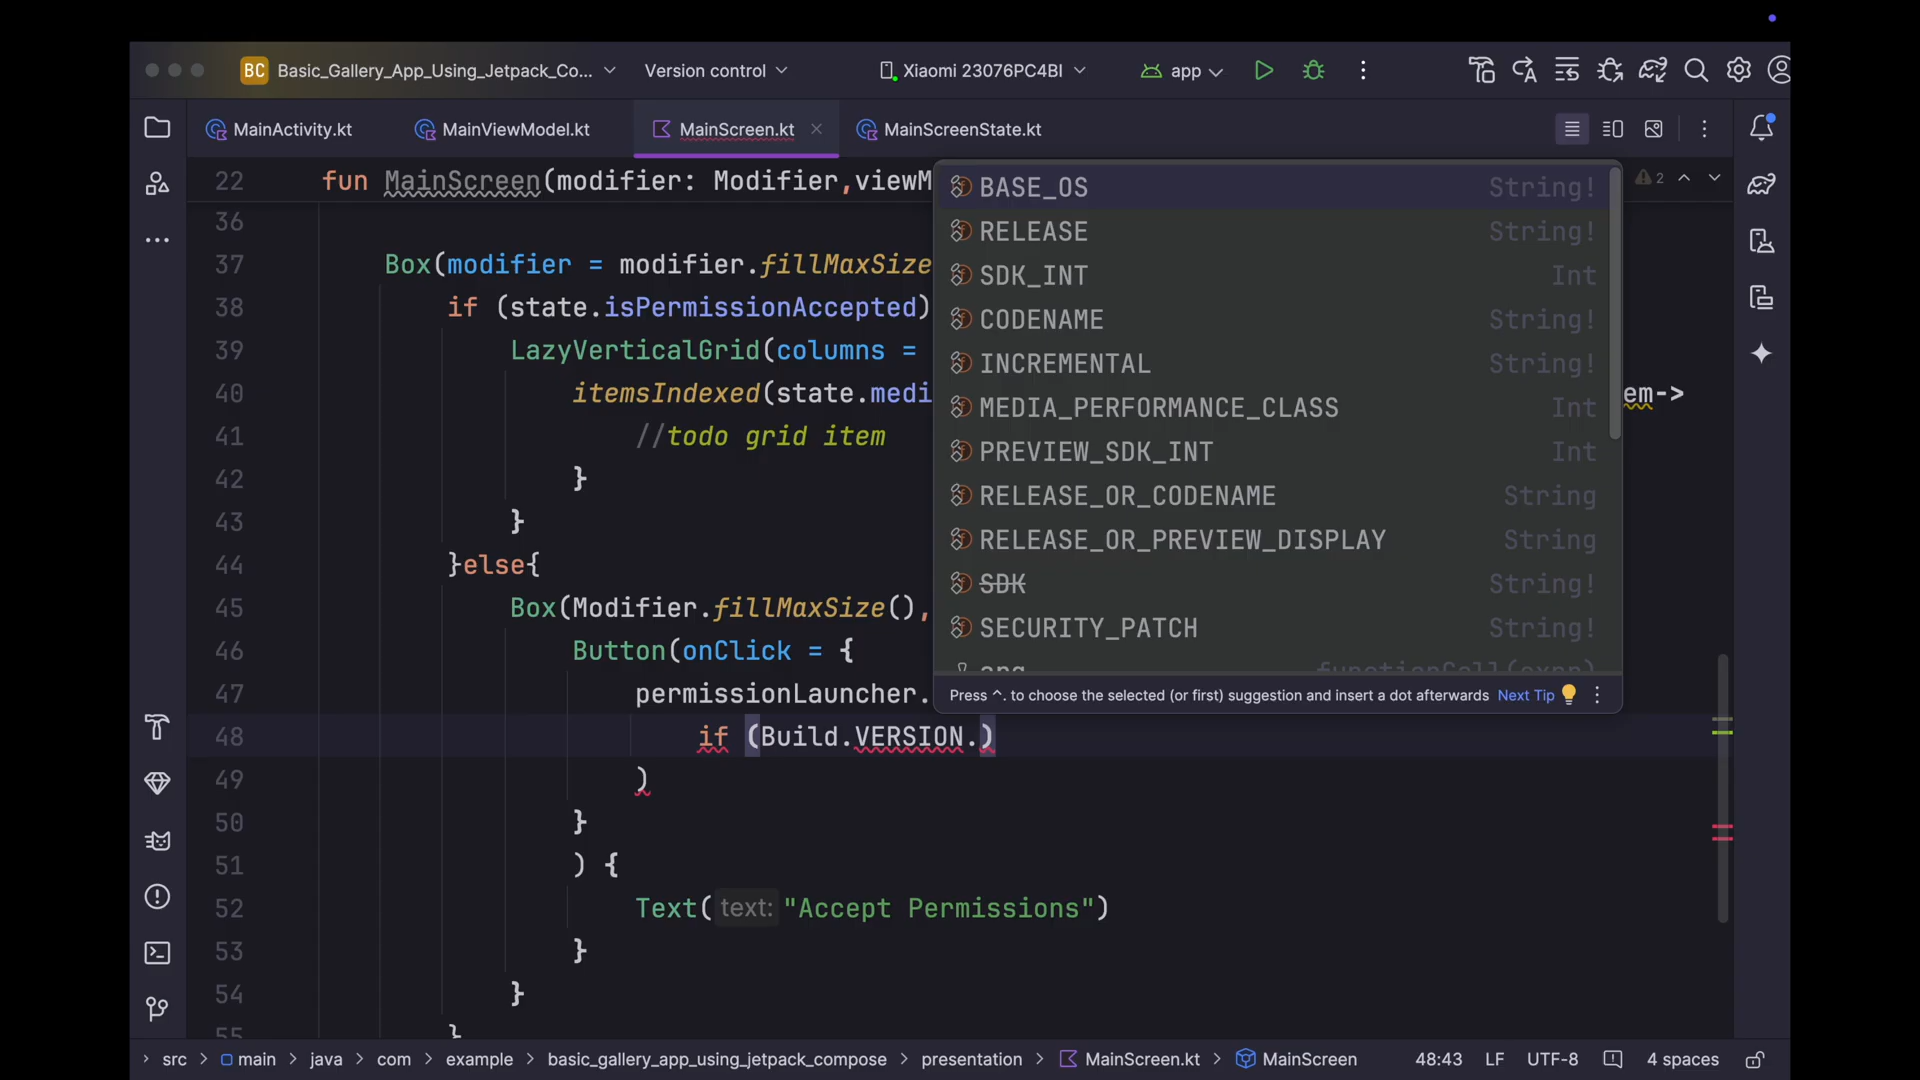 BC Basic_Gallery_App_Using_Jetpack_Co... Version control Xiaomi 23076PC4BI app
MainActivity.kt MainViewModel.kt MainScreen.kt MainScreenState.kt
22 fun MainScreen(modifier: Modifier,viewM
2
36
37 Box(modifier = modifier.fillMaxSize
38 if (state.isPermissionAccepted)
39 LazyVerticalGrid(columns =
40 itemsIndexed(state.medi em->
41 //todo grid item
42 }
43 }
44 }else{
45 Box(Modifier.fillMaxSize(),
46 Button(onClick = {
47 permissionLauncher.
48 if (Build.VERSION.)
49 )
50 }
51 ) {
52 Text(text: "Accept Permissions")
53 }
54 }
55 }
BASE_OS String!
RELEASE String!
SDK_INT Int
CODENAME String!
INCREMENTAL String!
MEDIA_PERFORMANCE_CLASS Int
PREVIEW_SDK_INT Int
RELEASE_OR_CODENAME String
RELEASE_OR_PREVIEW_DISPLAY String
SDK String!
SECURITY_PATCH String!
arg functionCall(expr)
Press ^. to choose the selected (or first) suggestion and insert a dot afterwards Next Tip
src > main > java > com > example > basic_gallery_app_using_jetpack_compose > presentation > MainScreen.kt > MainScreen 48:43 LF UTF-8 4 spaces